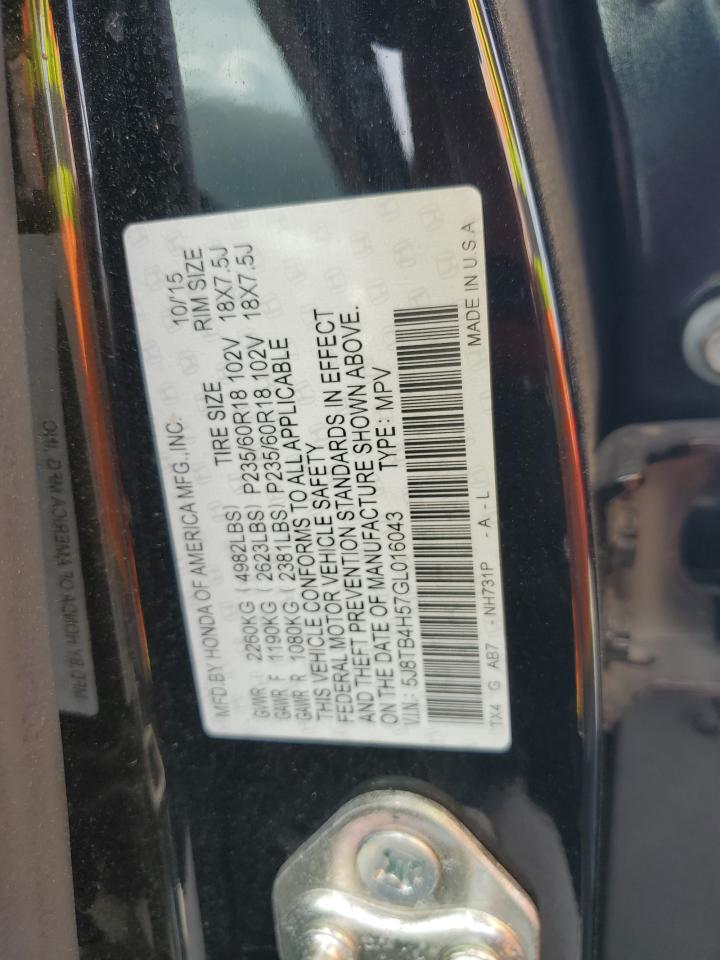 MFD. BY HONDA OF AMERICA MFG., INC. 10/'15
TIRE SIZE RIM SIZE
GVWR 2260KG (4982LBS)
GAWR F 1190KG (2623LBS) P235/60R18 102V 18X7.5J
GAWR R 1080KG (2381LBS) P235/60R18 102V 18X7.5J
THIS VEHICLE CONFORMS TO ALL APPLICABLE
FEDERAL MOTOR VEHICLE SAFETY
AND THEFT PREVENTION STANDARDS IN EFFECT
ON THE DATE OF MANUFACTURE SHOWN ABOVE.
V.I.N.: 5J8TB4H57GL016043 TYPE: MPV
TX4 G AB7 - NH731P - A - L MADE IN U.S.A